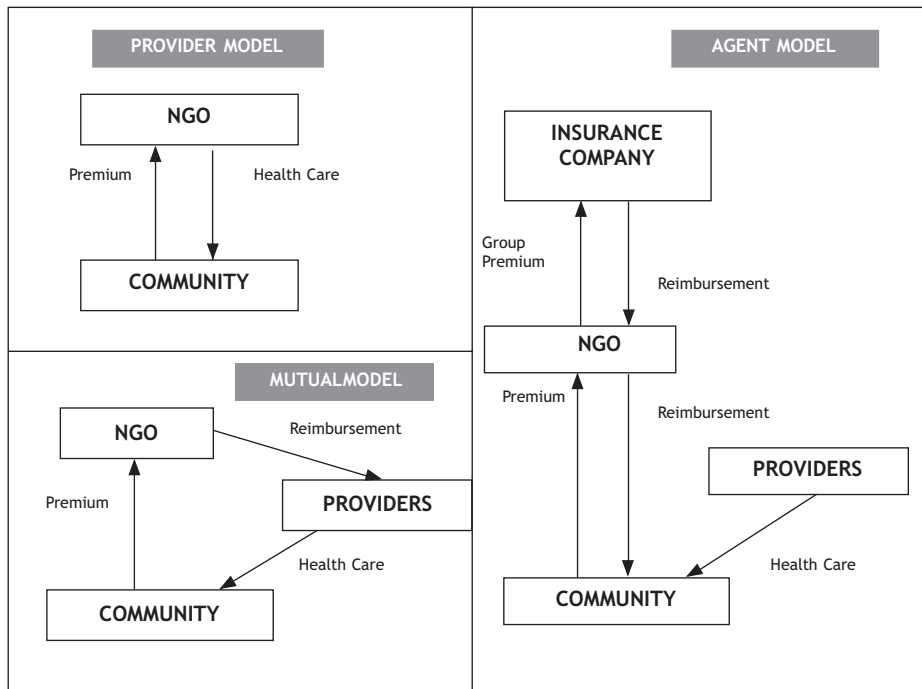 PROVIDER MODEL
NGO
Premium
Health Care
COMMUNITY
MUTUALMODEL
NGO
Reimbursement
PROVIDERS
Premium
Health Care
COMMUNITY
AGENT MODEL
INSURANCE
COMPANY
Group
Premium
Reimbursement
NGO
Premium
Reimbursement
PROVIDERS
Health Care
COMMUNITY